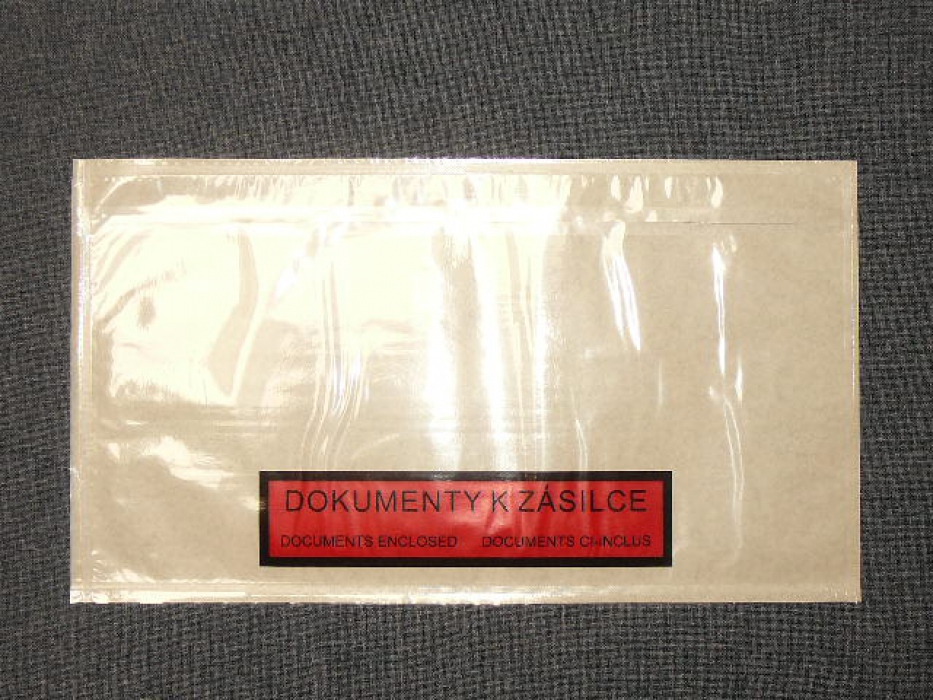 DOKUMENTY K ZÁSILCE
DOCUMENTS ENCLOSED DOCUMENTS CI-INCLUS